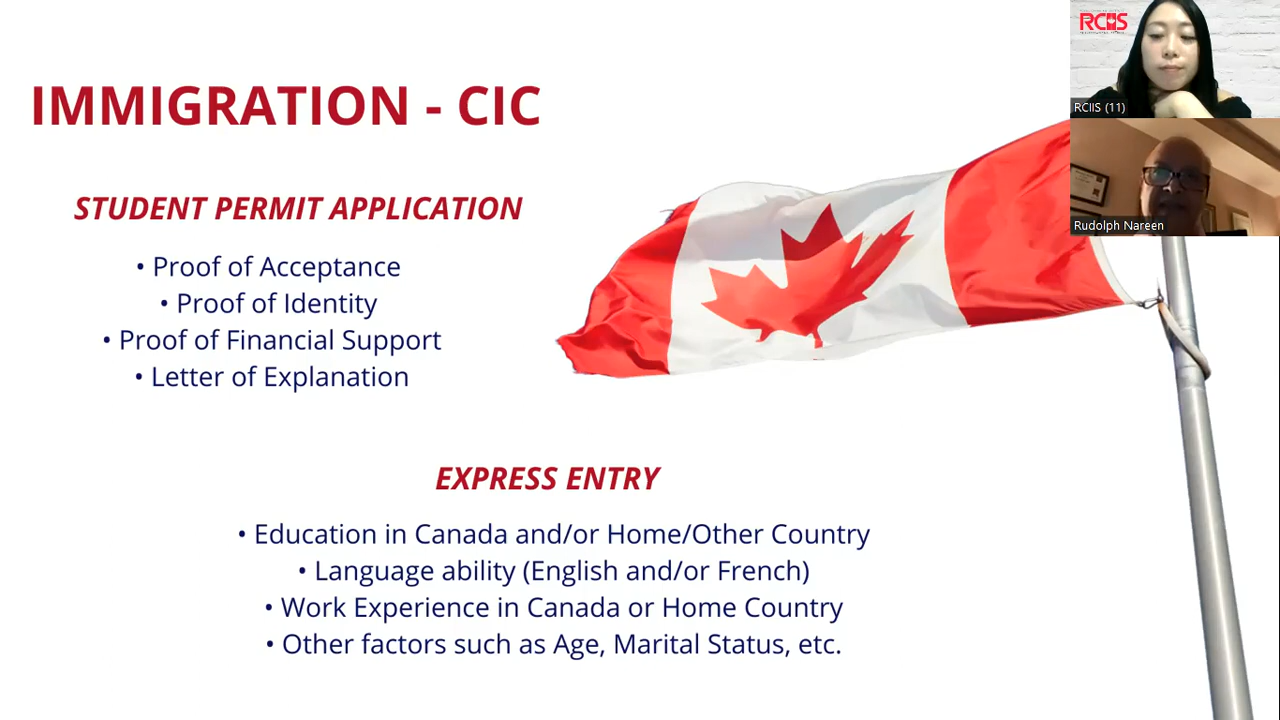 IMMIGRATION - CIC
STUDENT PERMIT APPLICATION
• Proof of Acceptance
• Proof of Identity
• Proof of Financial Support
• Letter of Explanation
EXPRESS ENTRY
• Education in Canada and/or Home/Other Country
• Language ability (English and/or French)
• Work Experience in Canada or Home Country
• Other factors such as Age, Marital Status, etc.
RCIIS
RCIIS (11)
Rudolph Nareen